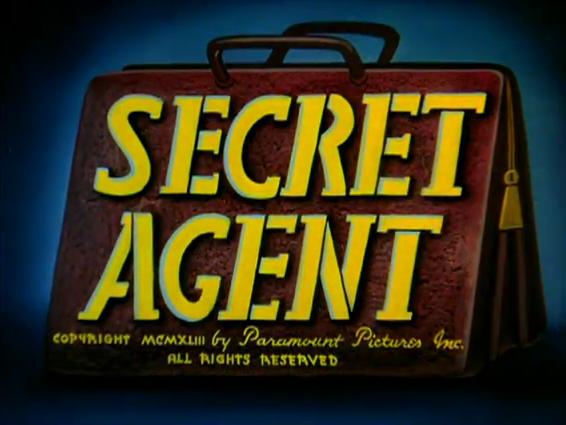 SECRET
AGENT
COPYRIGHT MCMXLIII by Paramount Pictures Inc.
ALL RIGHTS RESERVED